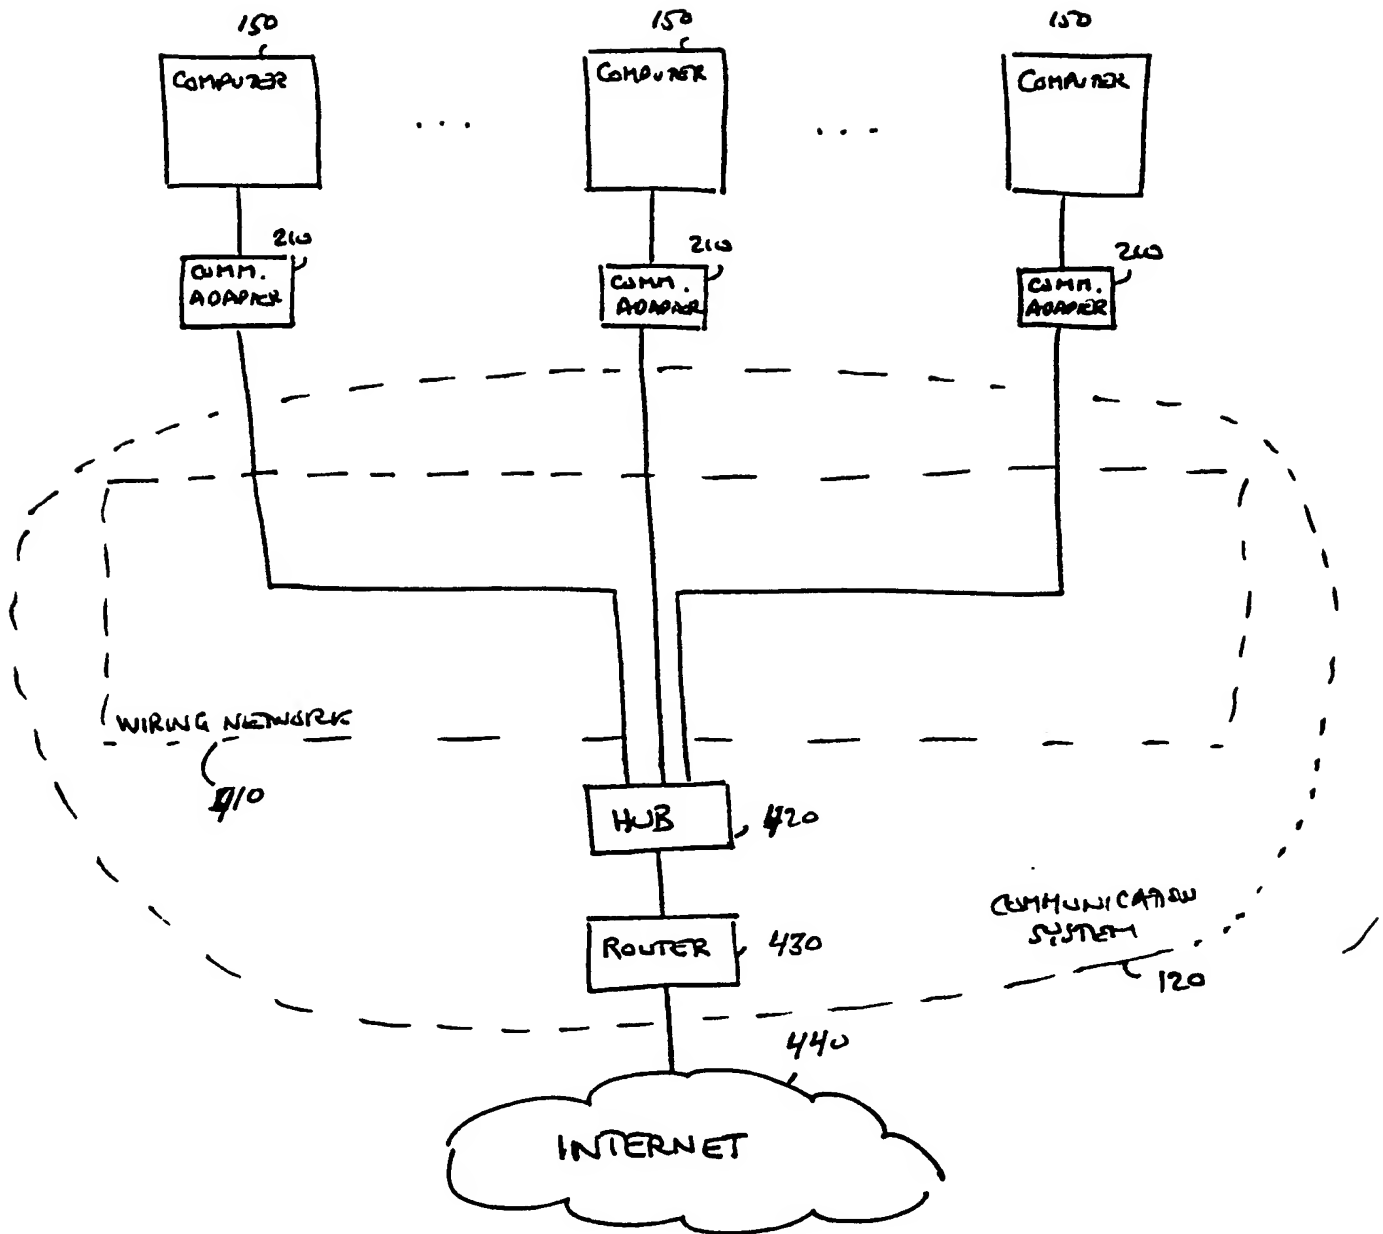 150
150
150
COMPUTER
COMPUTER
COMPUTER
...
...
210
210
210
COMM.
ADAPTER
COMM.
ADAPTER
COMM.
ADAPTER
WIRING NETWORK
410
HUB
420
COMMUNICATION
SYSTEM
120
ROUTER
430
440
INTERNET